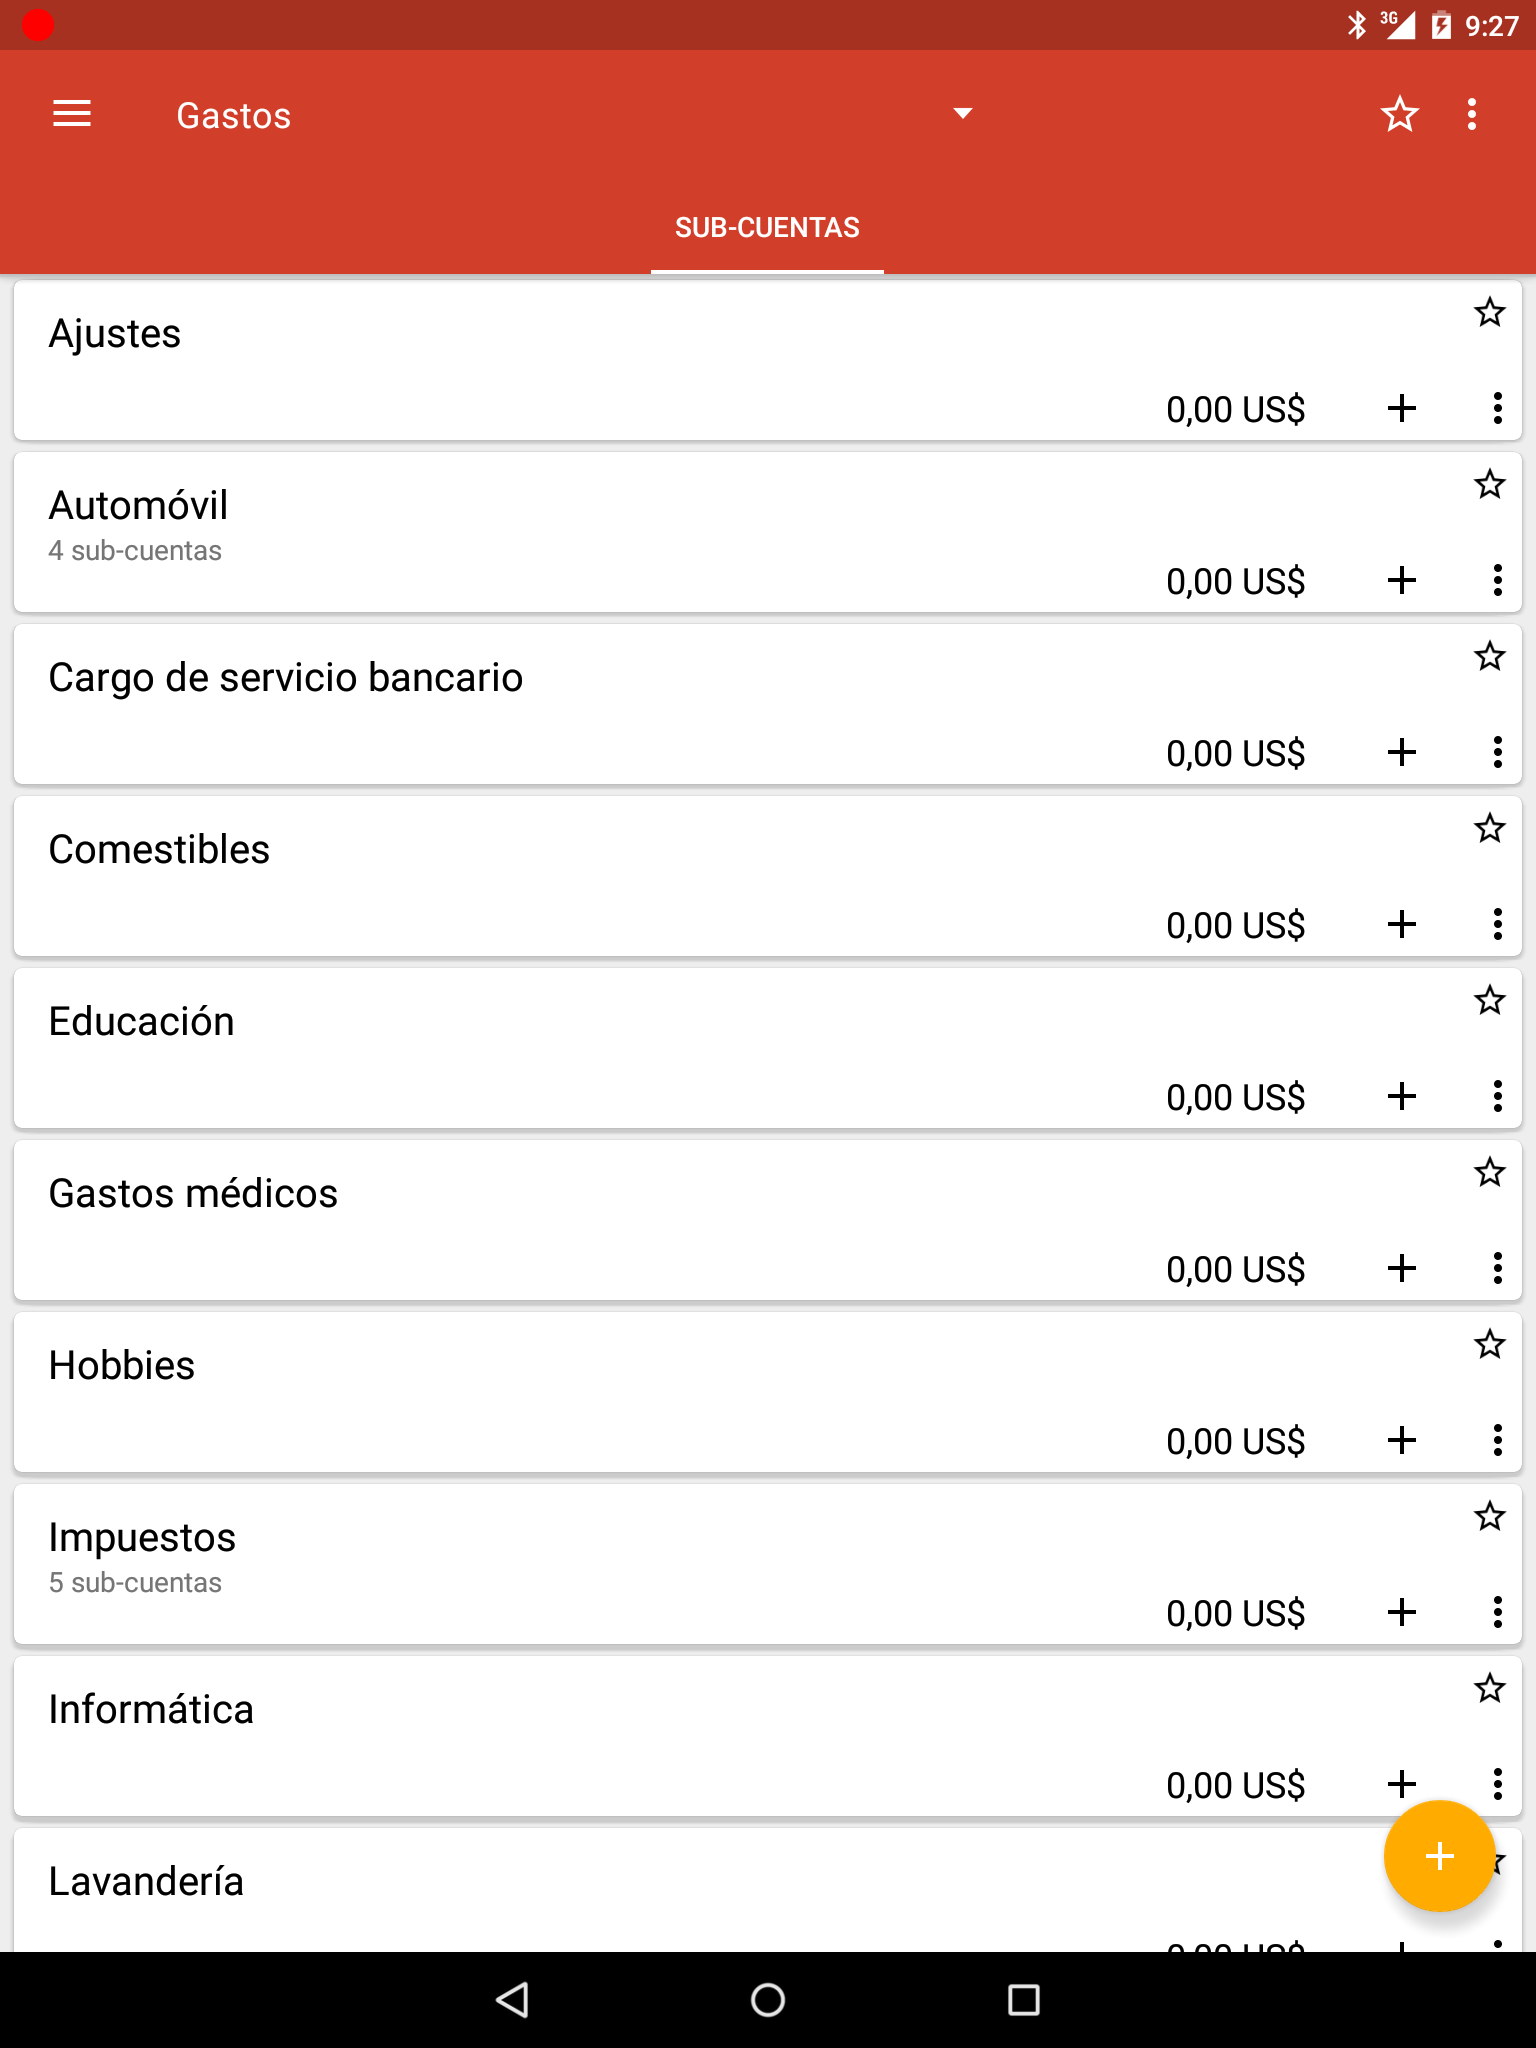 3G 9:27
Gastos
SUB-CUENTAS
Ajustes
0,00 US$
Automóvil
4 sub-cuentas
0,00 US$
Cargo de servicio bancario
0,00 US$
Comestibles
0,00 US$
Educación
0,00 US$
Gastos médicos
0,00 US$
Hobbies
0,00 US$
Impuestos
5 sub-cuentas
0,00 US$
Informática
0,00 US$
Lavandería